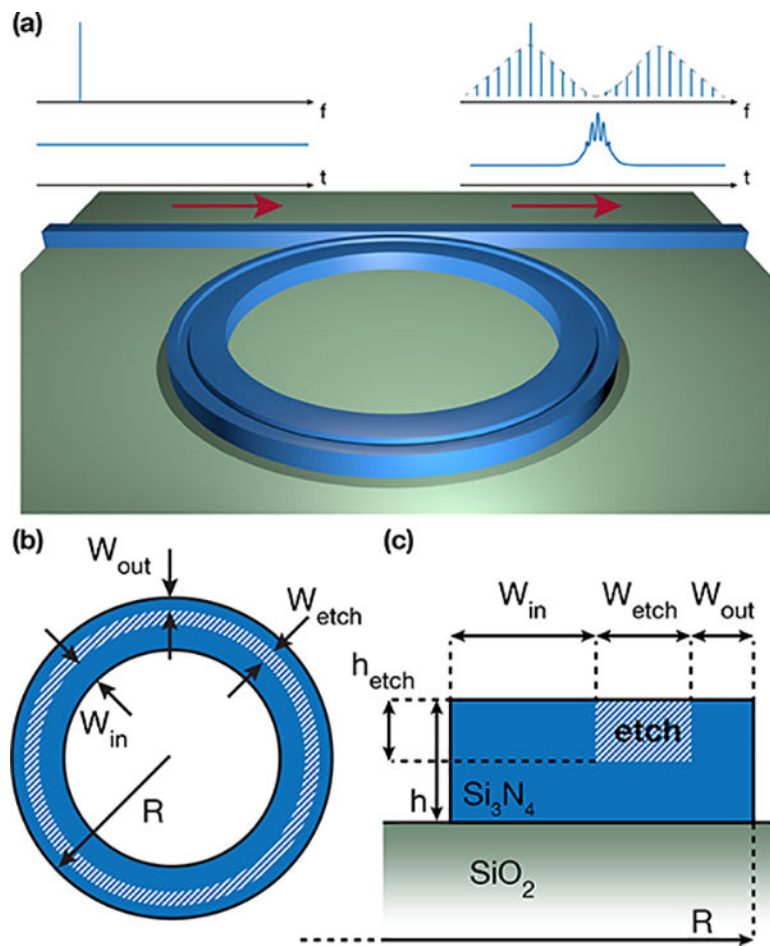 (a)
f
f
t
t
(b)
(c)
W_out
W_etch
W_in
R
W_in
W_etch
W_out
h_etch
etch
h
Si₃N₄
SiO₂
R